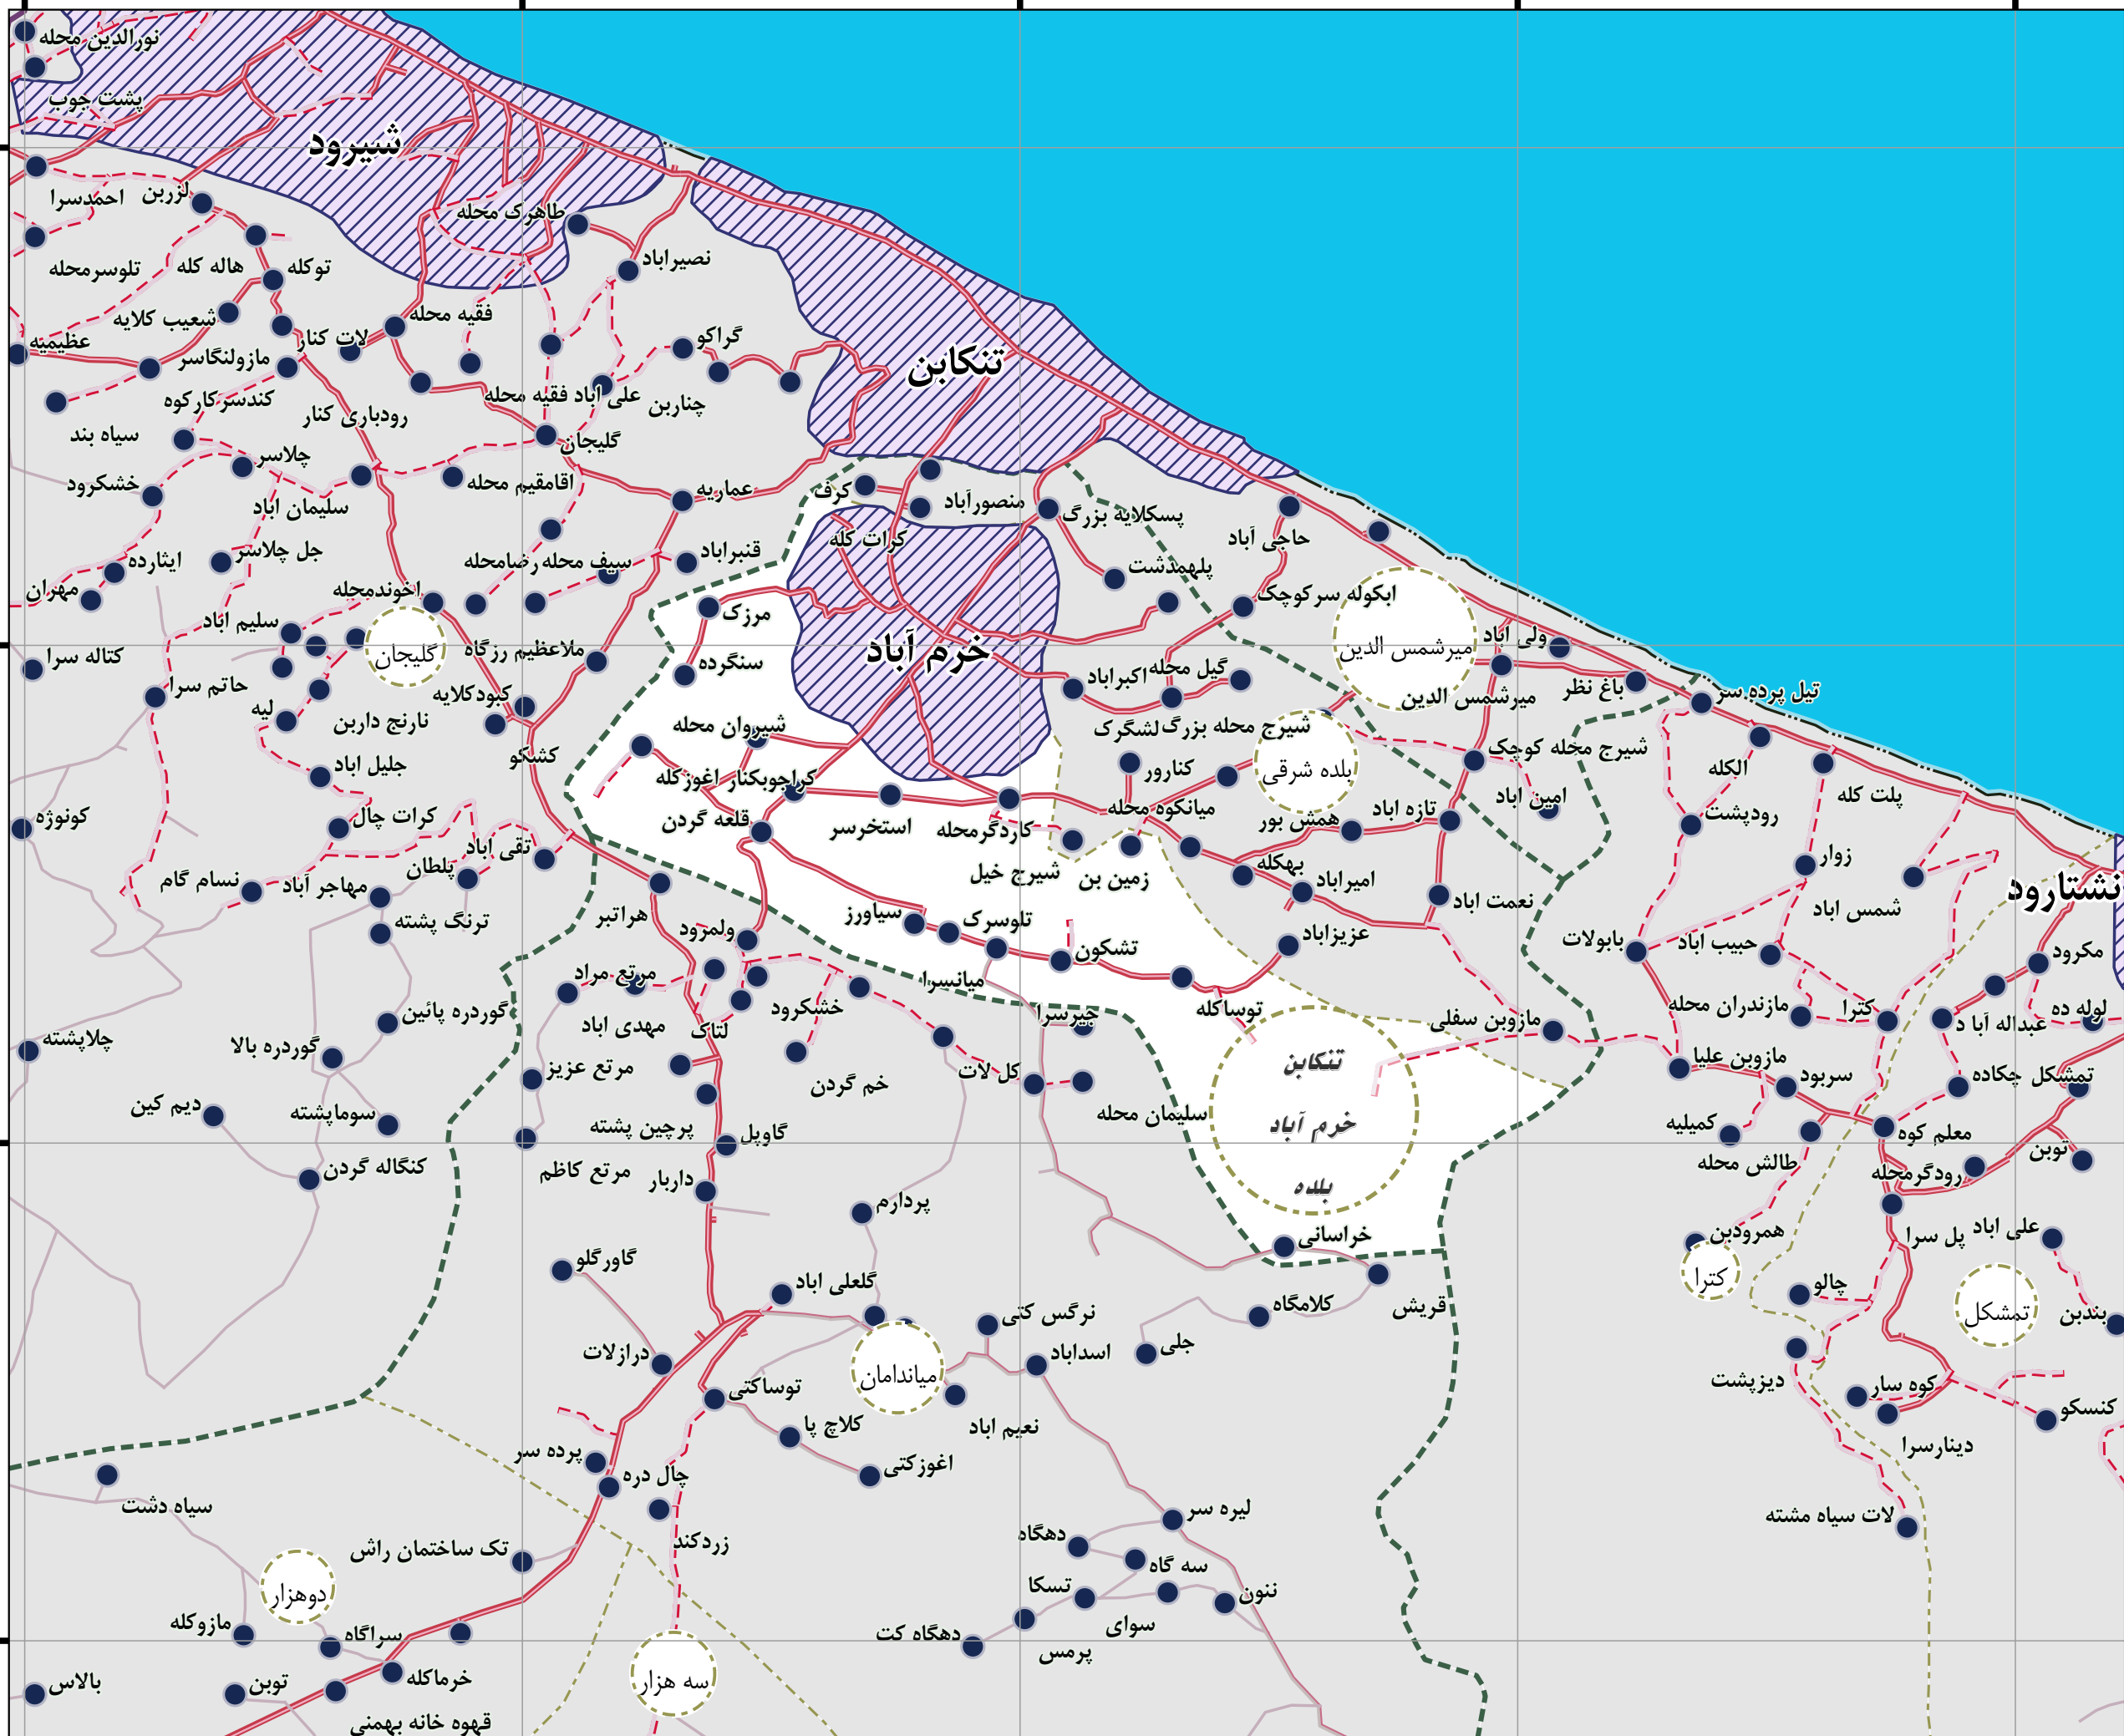 نورالدین محله
پشت جوب
شیرود
احمدسرا
لزربن
طاهرک محله
تلوسرمحله
هاله کله
توکله
نصیراباد
شعیب کلایه
فقیه محله
عظیمیه
لات کنار
گراکو
تنکابن
مازولنگاسر
کندسرکارکوه
رودباری کنار
علی اباد فقیه محله
چناربن
سیاه بند
چلاسر
گلیجان
خشکرود
سلیمان اباد
اقامقیم محله
عماریه
کرف
منصورآباد
پسکلایه بزرگ
حاجی آباد
کرات کله
ایثارده
جل چلاسر
سیف محله رضامحله
قنبراباد
پلهمدشت
مهران
اخوندمحله
مرزک
ابکوله سرکوچک
سلیم اباد
گلیجان
ملاعظیم رزگاه
خرم آباد
میرشمس الدین
ولی اباد
کتاله سرا
سنگرده
اکبراباد
گیل محله
حاتم سرا
کبودکلایه
میرشمس الدین
باغ نظر
تیل پرده سر
لیه
نارنج داربن
شیروان محله
لشگرک
شیرج محله بزرگ
شیرج محله کوچک
کشکو
جلیل اباد
کراجوبکنار
اغوزکله
کنارور
بلده شرقی
الکله
امین اباد
پلت کله
کونوژه
کرات چال
قلعه گردن
استخرسر
کاردگرمحله
میانکوه محله
همش بور
تازه اباد
رودپشت
تقی اباد
پلطان
نسام گام
مهاجر آباد
شیرج خیل
زمین بن
بهکله
امیراباد
زوار
نشتارود
ترنگ پشته
هراتبر
سیاورز
تلوسرک
نعمت اباد
شمس اباد
ولمرود
تشکون
عزیزاباد
بابولات
حبیب اباد
مکرود
مرتع مراد
میانسرا
گوردره پائین
مهدی اباد
لتاک
خشکرود
جیرسرا
توساکله
مازوبن سفلی
مازندران محله
کترا
عبداله آبا د
لوله ده
چلاپشته
گوردره بالا
مرتع عزیز
خم گردن
کل لات
تنکابن
مازوبن علیا
سربود
چکاده
تمشکل
دیم کین
سوماپشته
پرچین پشته
گاوپل
سلیمان محله
خرم آباد
کمیلیه
معلم کوه
توبن
کنگاله گردن
مرتع کاظم
داربار
بلده
طالش محله
رودگرمحله
پردارم
خراسانی
همرودبن
پل سرا
علی اباد
گاورگلو
گلعلی اباد
کترا
چالو
نرگس کتی
کلامگاه
قریش
تمشکل
بندبن
درازلات
میاندامان
اسداباد
جلی
توساکتی
دیزپشت
کوه سار
کنسکو
کلاچ پا
نعیم اباد
پرده سر
چال دره
اغوزکتی
دینارسرا
سیاه دشت
لیره سر
لات سیاه مشته
تک ساختمان راش
زردکند
دهگاه
سه گاه
دوهزار
تسکا
ننون
مازوکله
سراگاه
دهگاه کت
سوای
پرمس
بالاس
توبن
خرماکله
سه هزار
قهوه خانه بهمنی